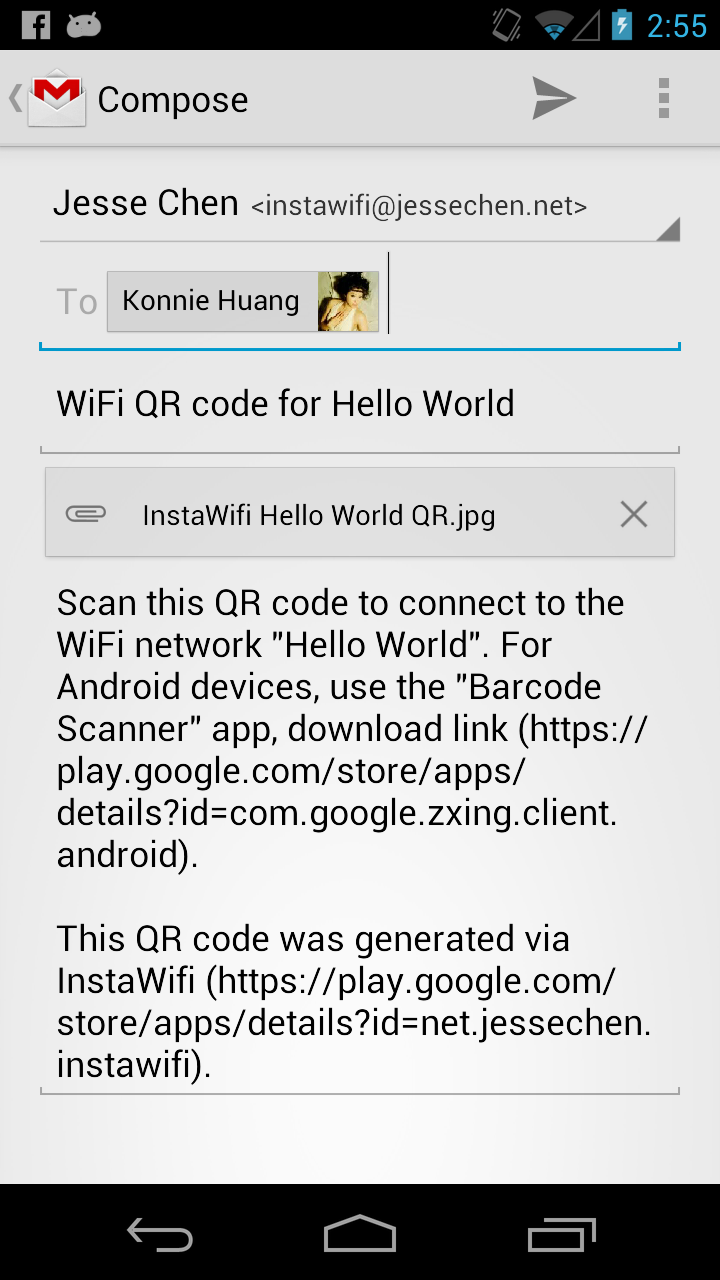 2:55
Compose
Jesse Chen <instawifi@jessechen.net>
To Konnie Huang
WiFi QR code for Hello World
InstaWifi Hello World QR.jpg
Scan this QR code to connect to the
WiFi network "Hello World". For
Android devices, use the "Barcode
Scanner" app, download link (https://
play.google.com/store/apps/
details?id=com.google.zxing.client.
android).
This QR code was generated via
InstaWifi (https://play.google.com/
store/apps/details?id=net.jessechen.
instawifi).